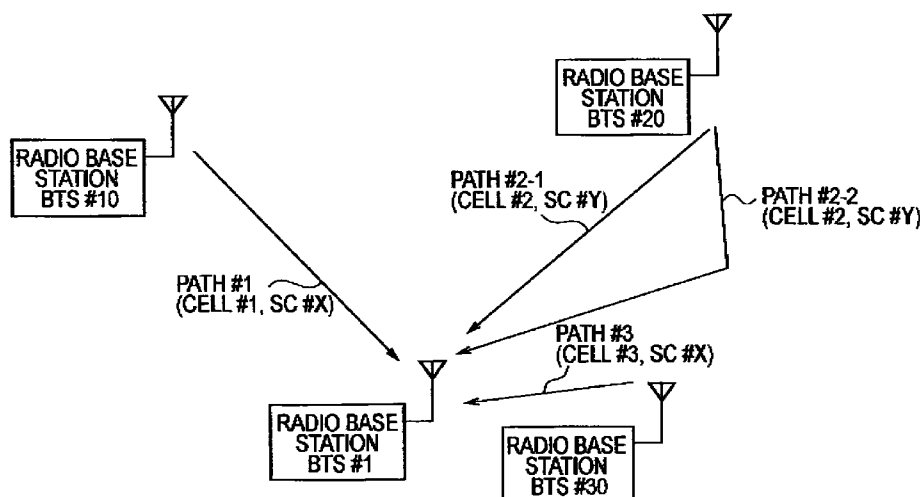 RADIO BASE
STATION
BTS #20
RADIO BASE
STATION
BTS #10
PATH #2-1
(CELL #2, SC #Y)
PATH #2-2
(CELL #2, SC #Y)
PATH #1
(CELL #1, SC #X)
PATH #3
(CELL #3, SC #X)
RADIO BASE
STATION
BTS #1
RADIO BASE
STATION
BTS #30